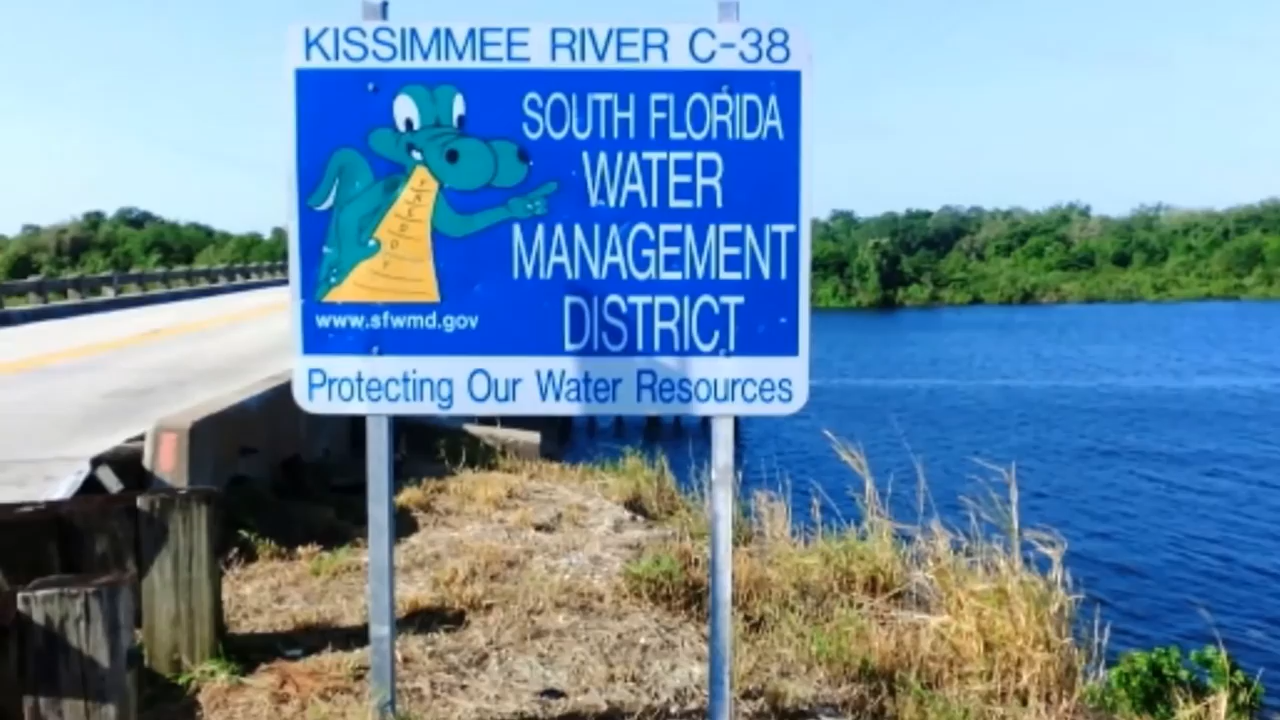 KISSIMMEE RIVER C-38
SOUTH FLORIDA
WATER
MANAGEMENT
DISTRICT
www.sfwmd.gov
Protecting Our Water Resources